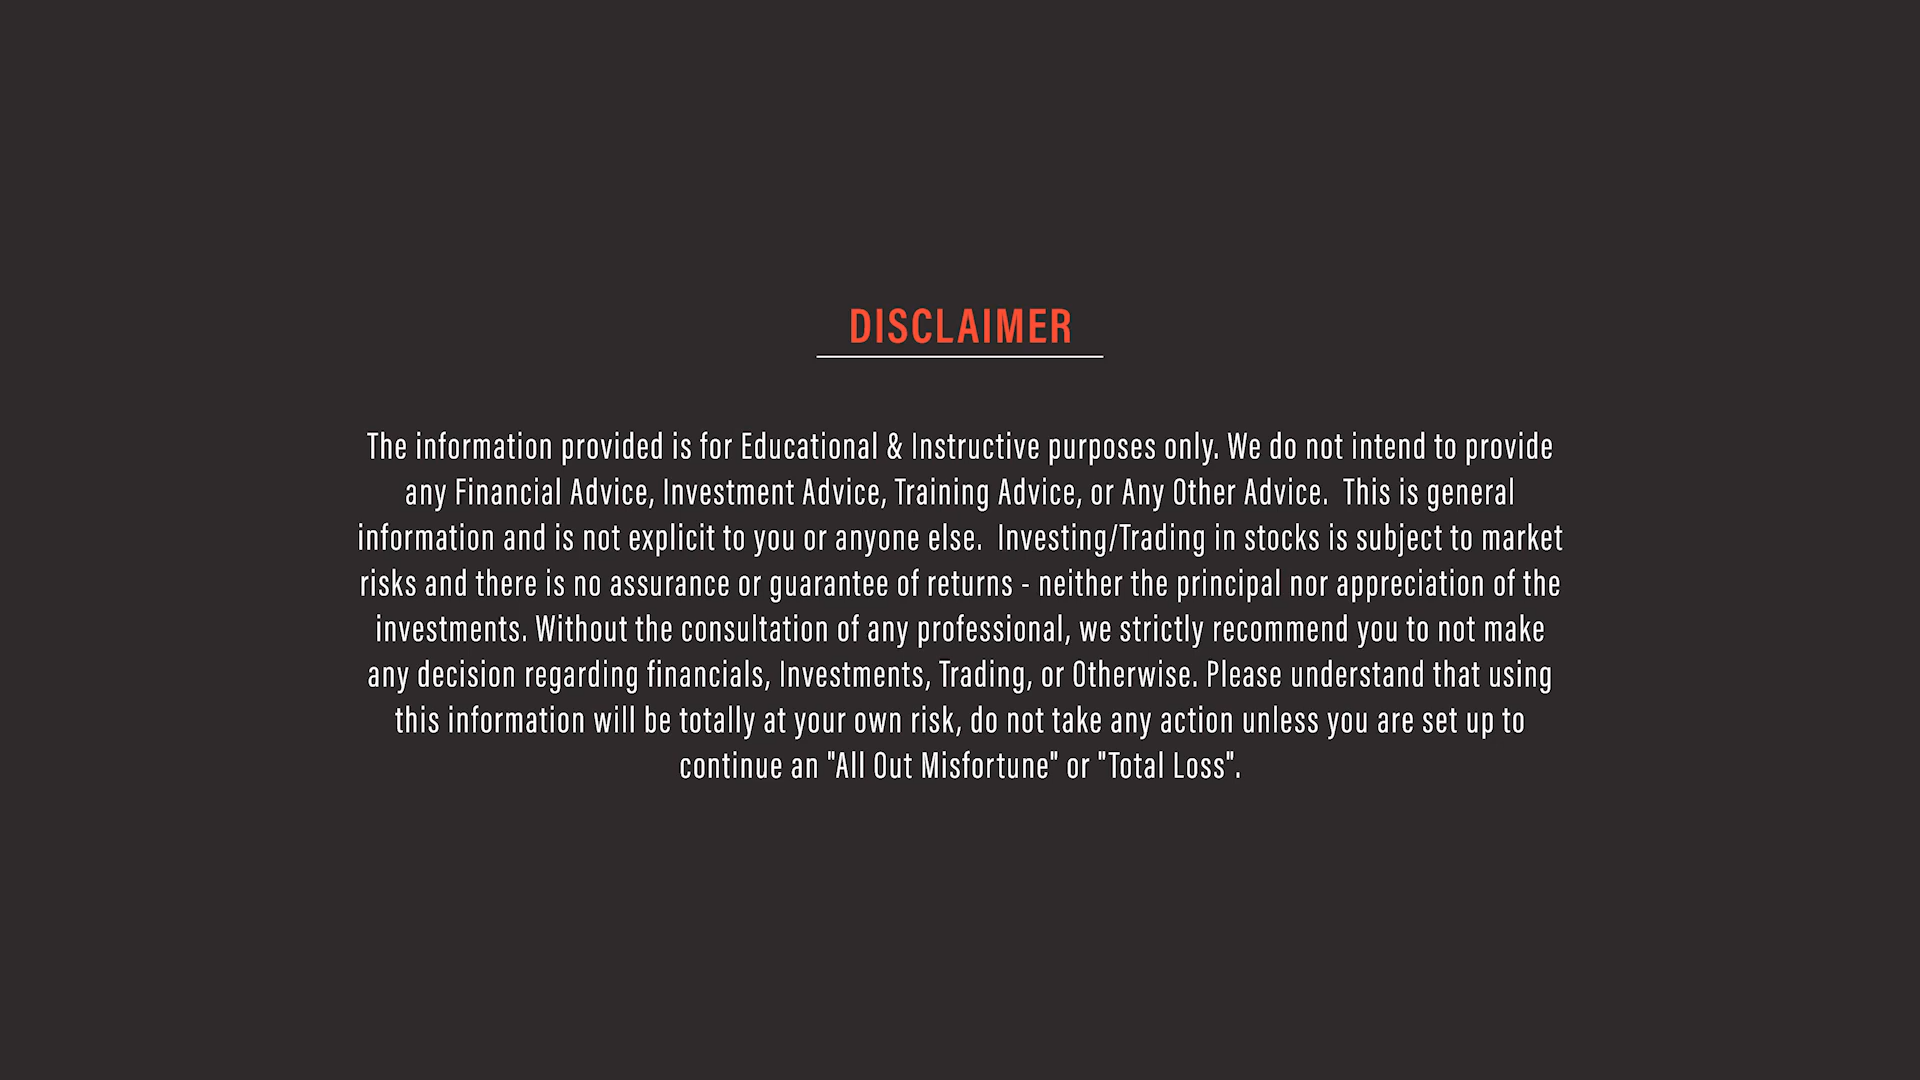 DISCLAIMER
The information provided is for Educational & Instructive purposes only. We do not intend to provide
any Financial Advice, Investment Advice, Training Advice, or Any Other Advice.  This is general
information and is not explicit to you or anyone else.  Investing/Trading in stocks is subject to market
risks and there is no assurance or guarantee of returns - neither the principal nor appreciation of the
investments. Without the consultation of any professional, we strictly recommend you to not make
any decision regarding financials, Investments, Trading, or Otherwise. Please understand that using
this information will be totally at your own risk, do not take any action unless you are set up to
continue an "All Out Misfortune" or "Total Loss".